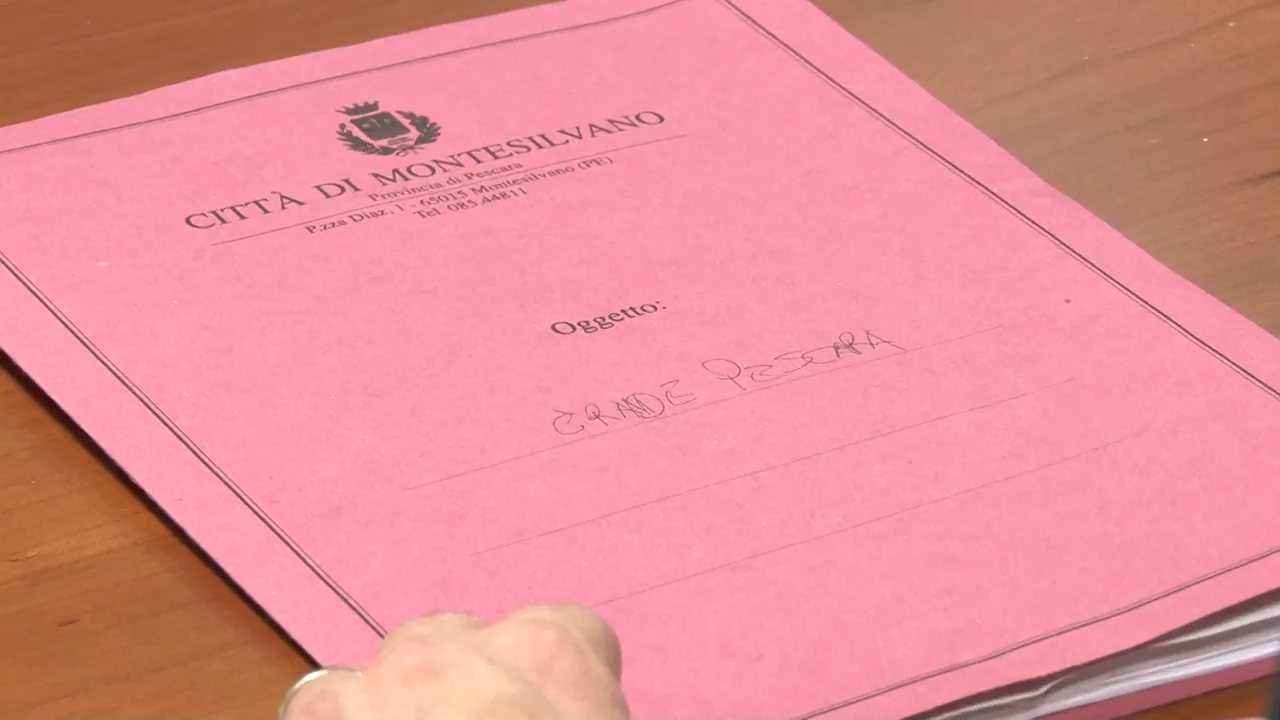 CITTÀ DI MONTESILVANO
Provincia di Pescara
P.zza Diaz, 1 - 65015 Montesilvano (PE)
Tel. 085.44811
Oggetto:
GRANDE PESCARA